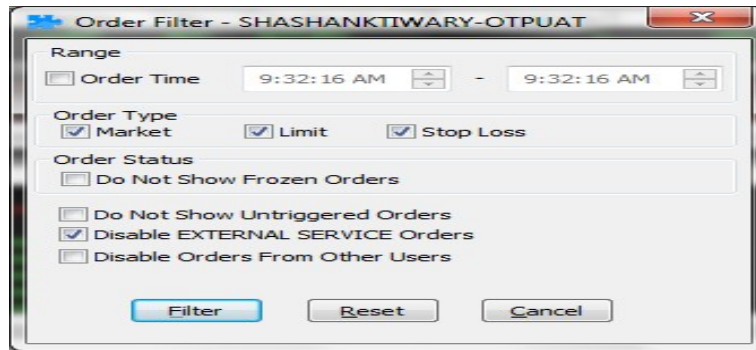 Order Filter - SHASHANKTIWARY-OTPUAT
Range
Order Time 9:32:16 AM - 9:32:16 AM
Order Type
Market Limit Stop Loss
Order Status
Do Not Show Frozen Orders
Do Not Show Untriggered Orders
Disable EXTERNAL SERVICE Orders
Disable Orders From Other Users
Filter Reset Cancel